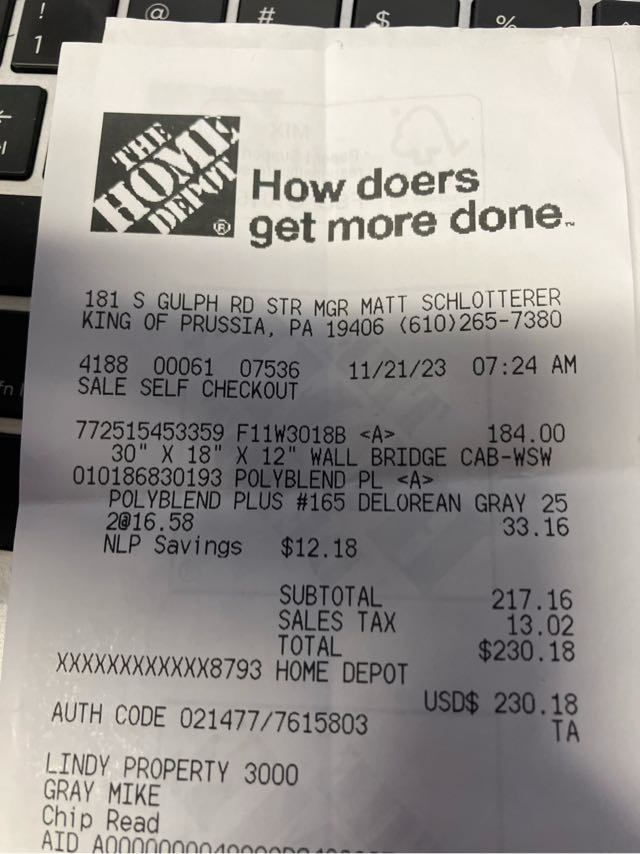 !
1
@
#
$
%
fn
THE
HOME
DEPOT
®
How doers
get more done™
181 S GULPH RD STR MGR MATT SCHLOTTERER
KING OF PRUSSIA, PA 19406 (610)265-7380
4188 00061 07536 11/21/23 07:24 AM
SALE SELF CHECKOUT
772515453359 F11W3018B <A> 184.00
30" X 18" X 12" WALL BRIDGE CAB-WSW
010186830193 POLYBLEND PL <A>
POLYBLEND PLUS #165 DELOREAN GRAY 25
2@16.58 33.16
NLP Savings $12.18
SUBTOTAL 217.16
SALES TAX 13.02
TOTAL $230.18
XXXXXXXXXXXX8793 HOME DEPOT
USD$ 230.18
AUTH CODE 021477/7615803 TA
LINDY PROPERTY 3000
GRAY MIKE
Chip Read
AID